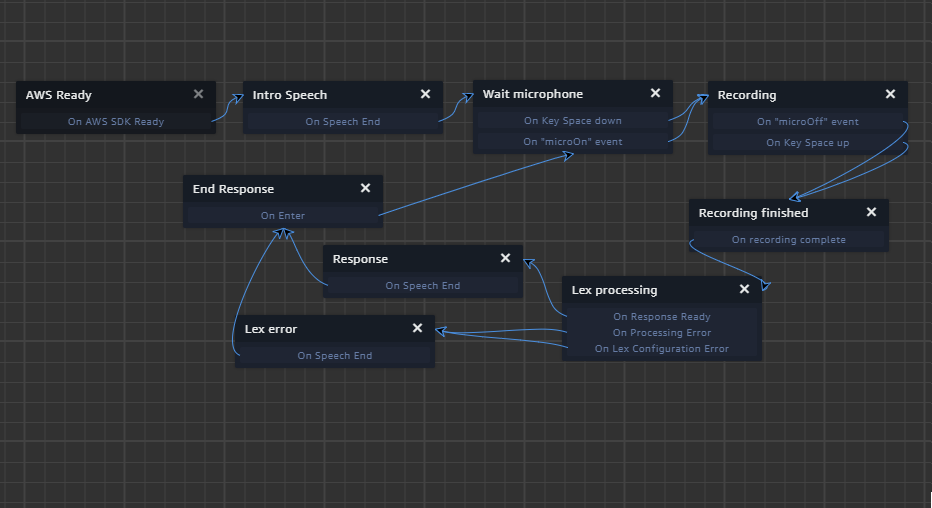 AWS Ready
On AWS SDK Ready
Intro Speech
On Speech End
Wait microphone
On Key Space down
On "microOn" event
Recording
On "microOff" event
On Key Space up
End Response
On Enter
Recording finished
On recording complete
Response
On Speech End
Lex processing
On Response Ready
On Processing Error
On Lex Configuration Error
Lex error
On Speech End